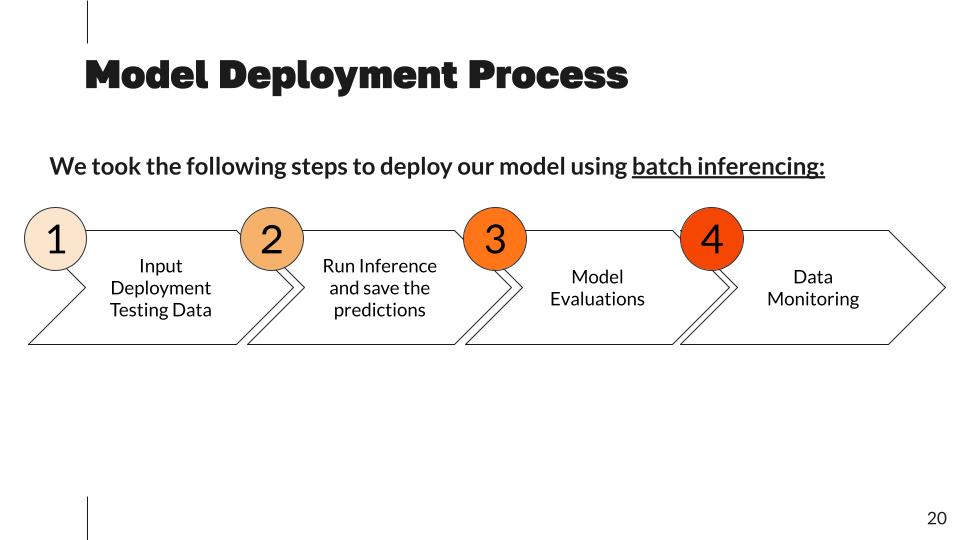 Model Deployment Process
We took the following steps to deploy our model using batch inferencing:
1
Input
Deployment
Testing Data
2
Run Inference
and save the
predictions
3
Model
Evaluations
4
Data
Monitoring
20